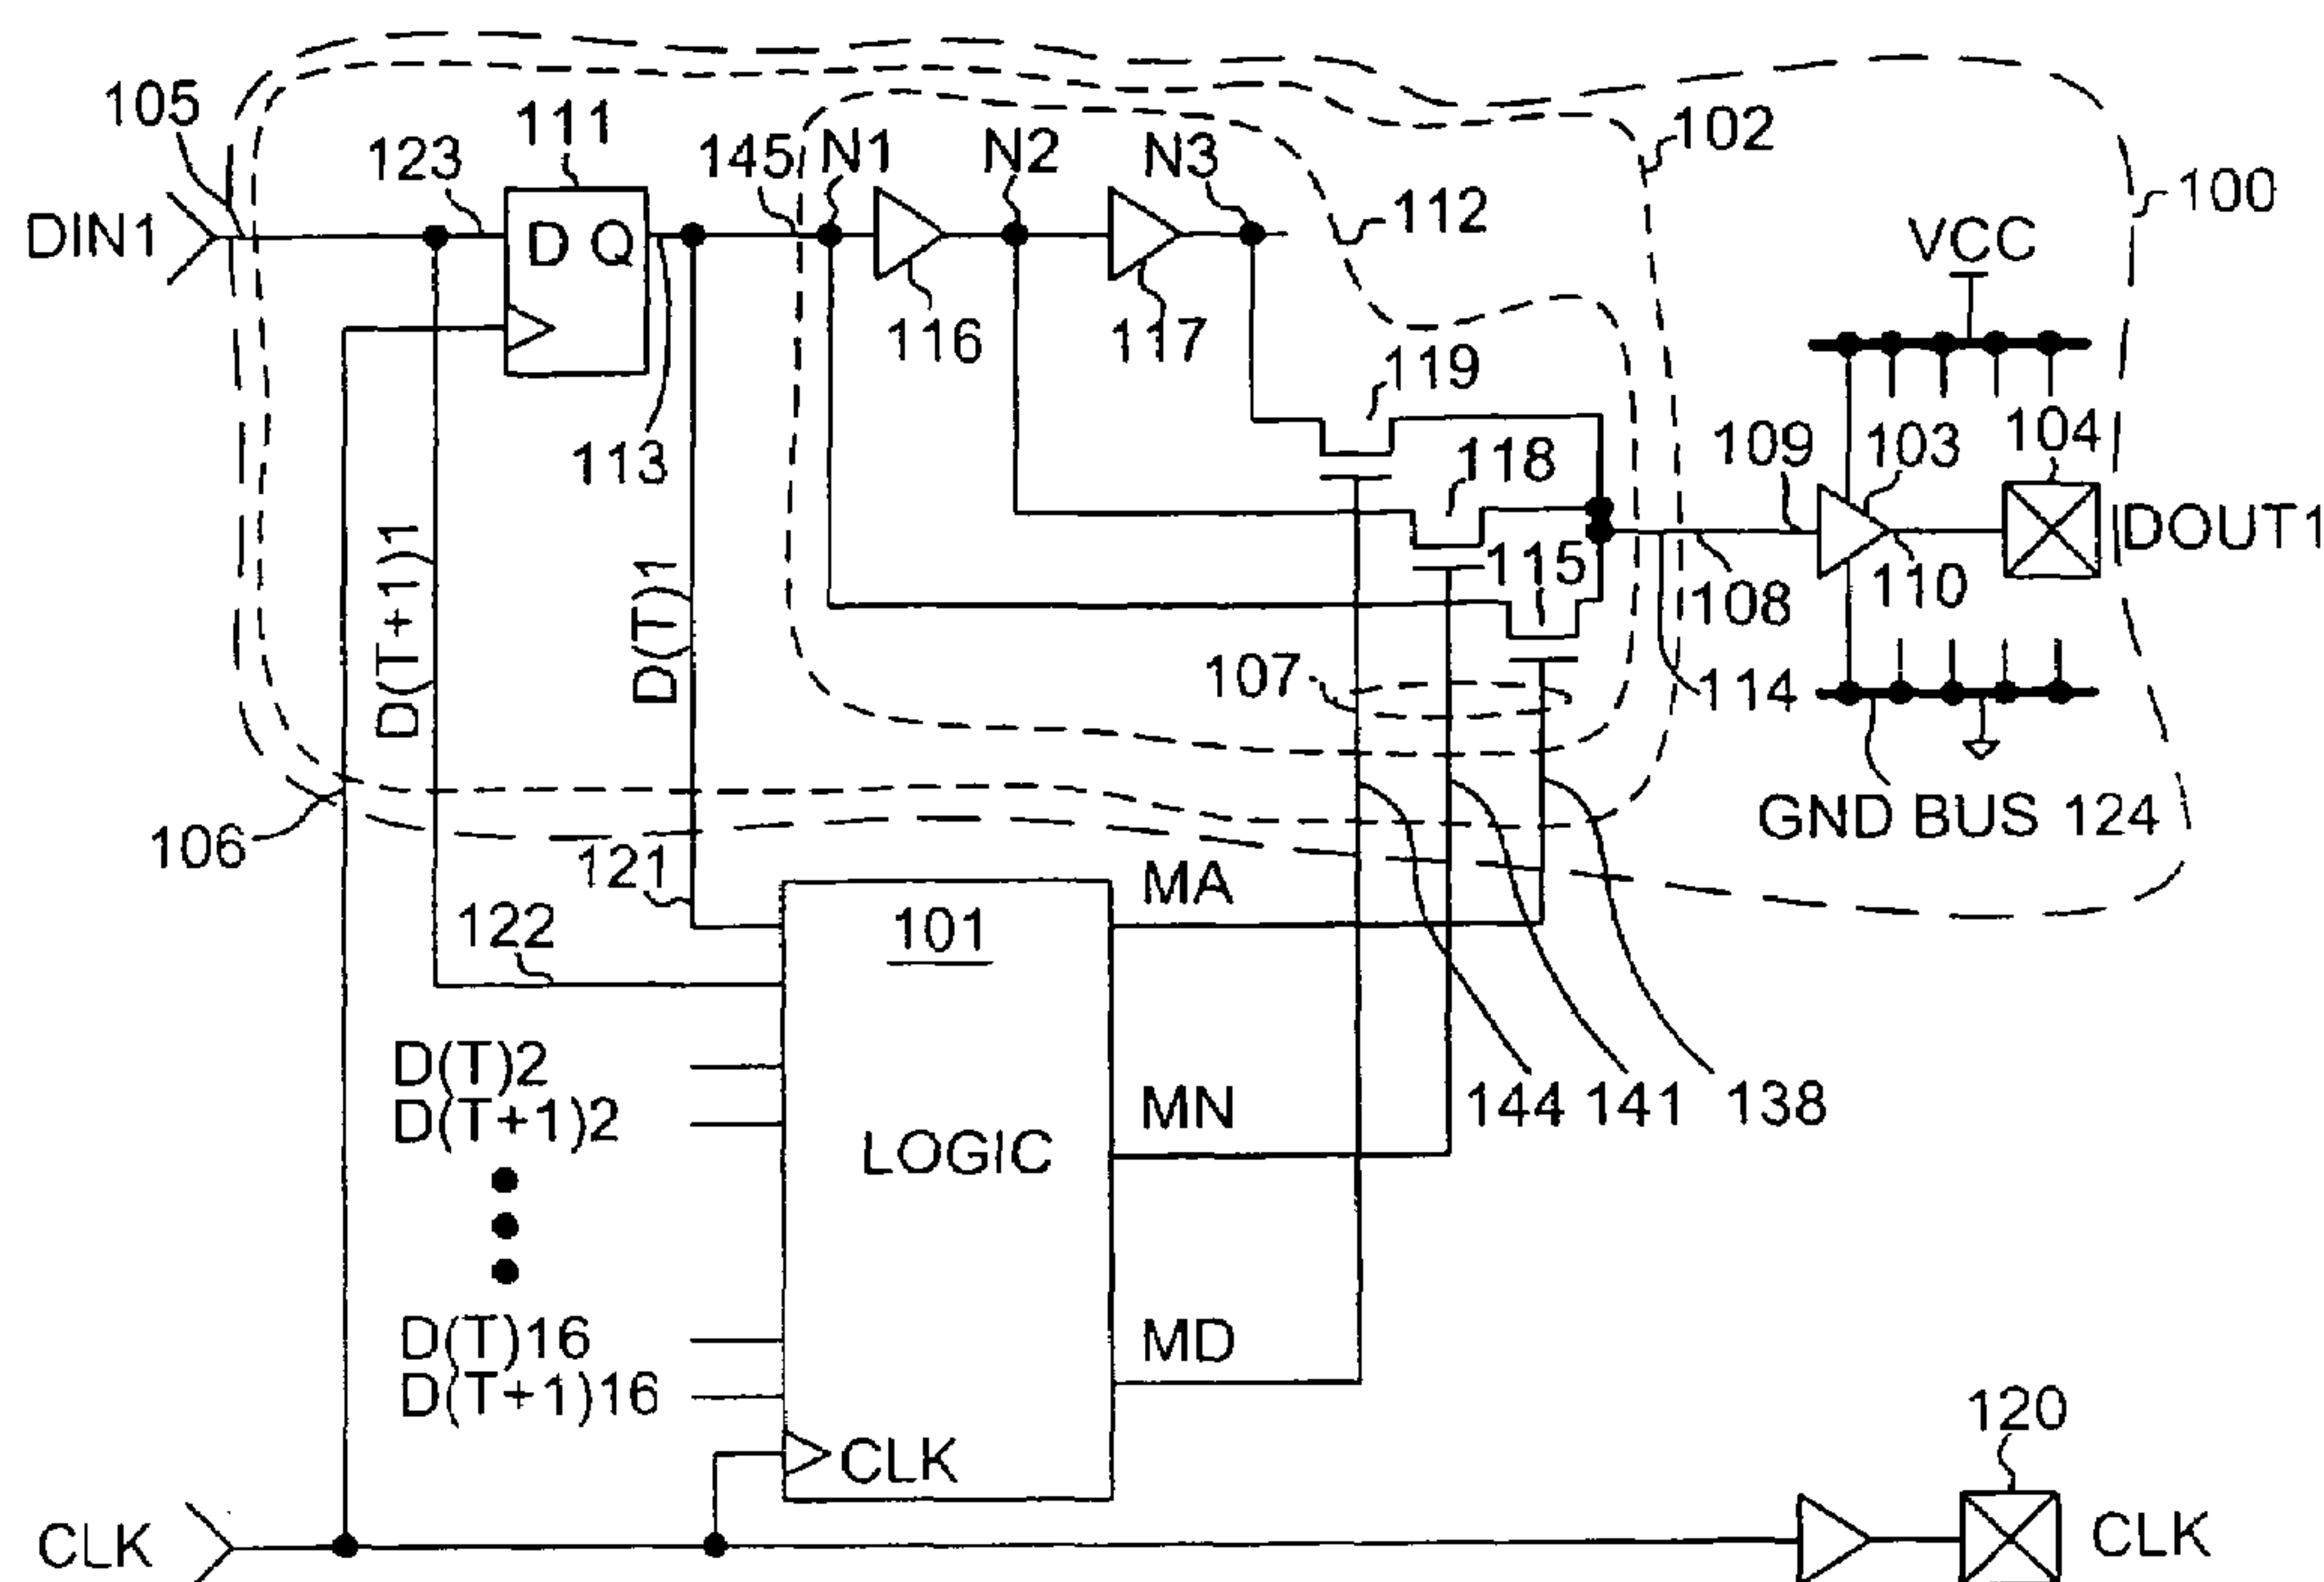 105
123
111
145
N1
N2
N3
102
100
112
DIN1
D Q
VCC
116
117
119
113
118
109
103
104
DOUT1
115
110
108
D(T+1)1
D(T)1
107
114
106
GND BUS 124
121
122
101
MA
D(T)2
D(T+1)2
MN
144 141 138
LOGIC
D(T)16
D(T+1)16
MD
120
CLK
CLK
CLK